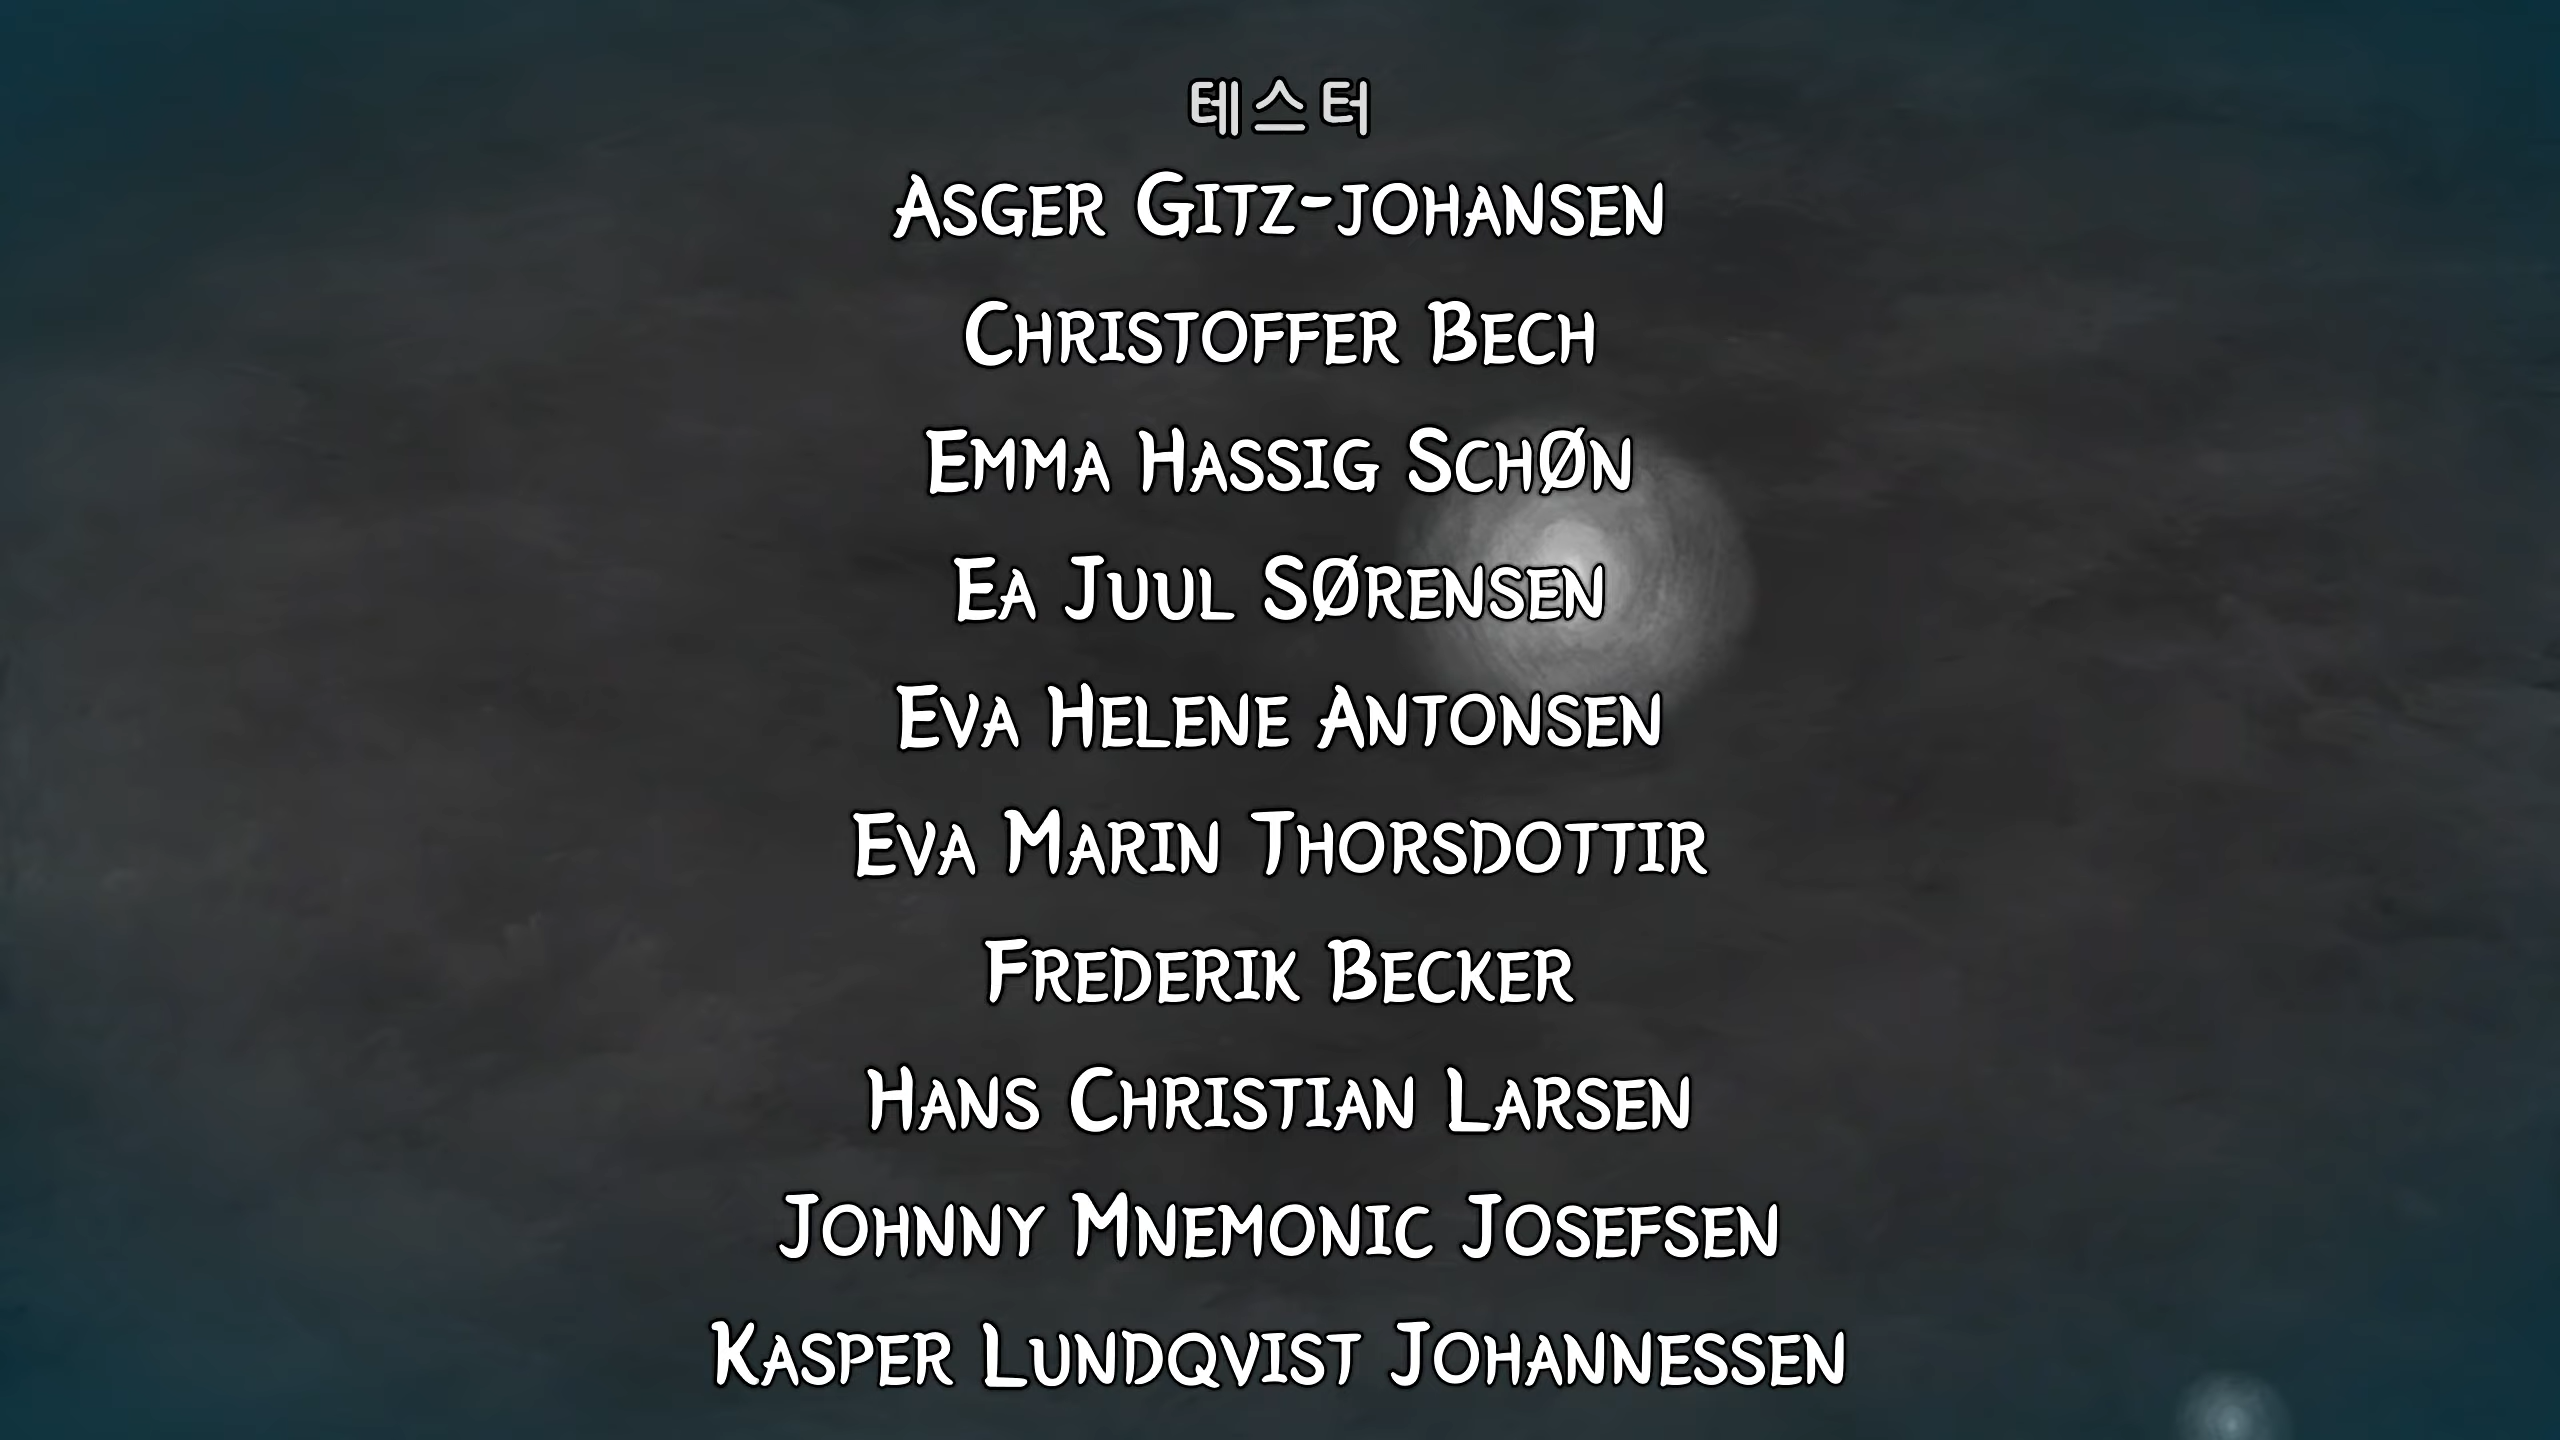 테스터
Asger Gitz-johansen
Christoffer Bech
Emma Hassig Schøn
Ea Juul Sørensen
Eva Helene Antonsen
Eva Marin Thorsdottir
Frederik Becker
Hans Christian Larsen
Johnny Mnemonic Josefsen
Kasper Lundqvist Johannessen